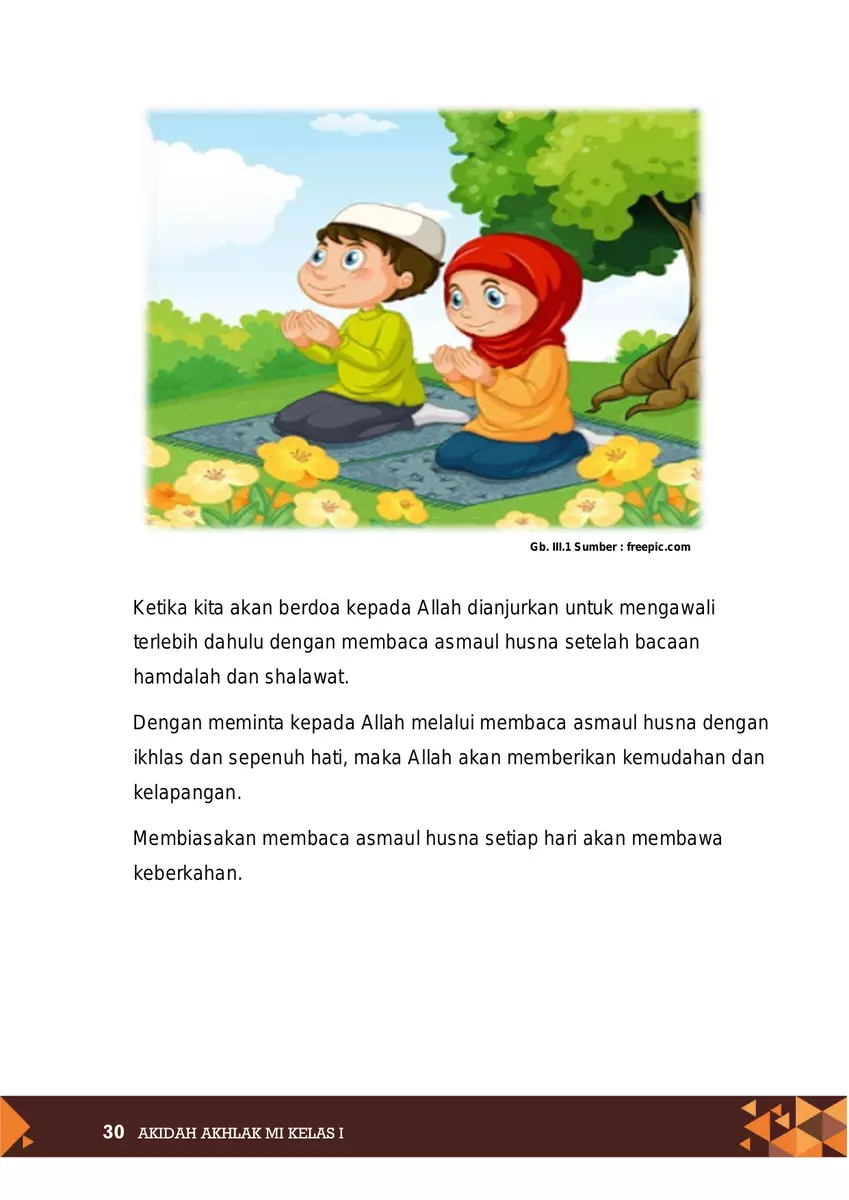 Gb. III.1 Sumber : freepic.com
Ketika kita akan berdoa kepada Allah dianjurkan untuk mengawali
terlebih dahulu dengan membaca asmaul husna setelah bacaan
hamdalah dan shalawat.
Dengan meminta kepada Allah melalui membaca asmaul husna dengan
ikhlas dan sepenuh hati, maka Allah akan memberikan kemudahan dan
kelapangan.
Membiasakan membaca asmaul husna setiap hari akan membawa
keberkahan.
30 AKIDAH AKHLAK MI KELAS I